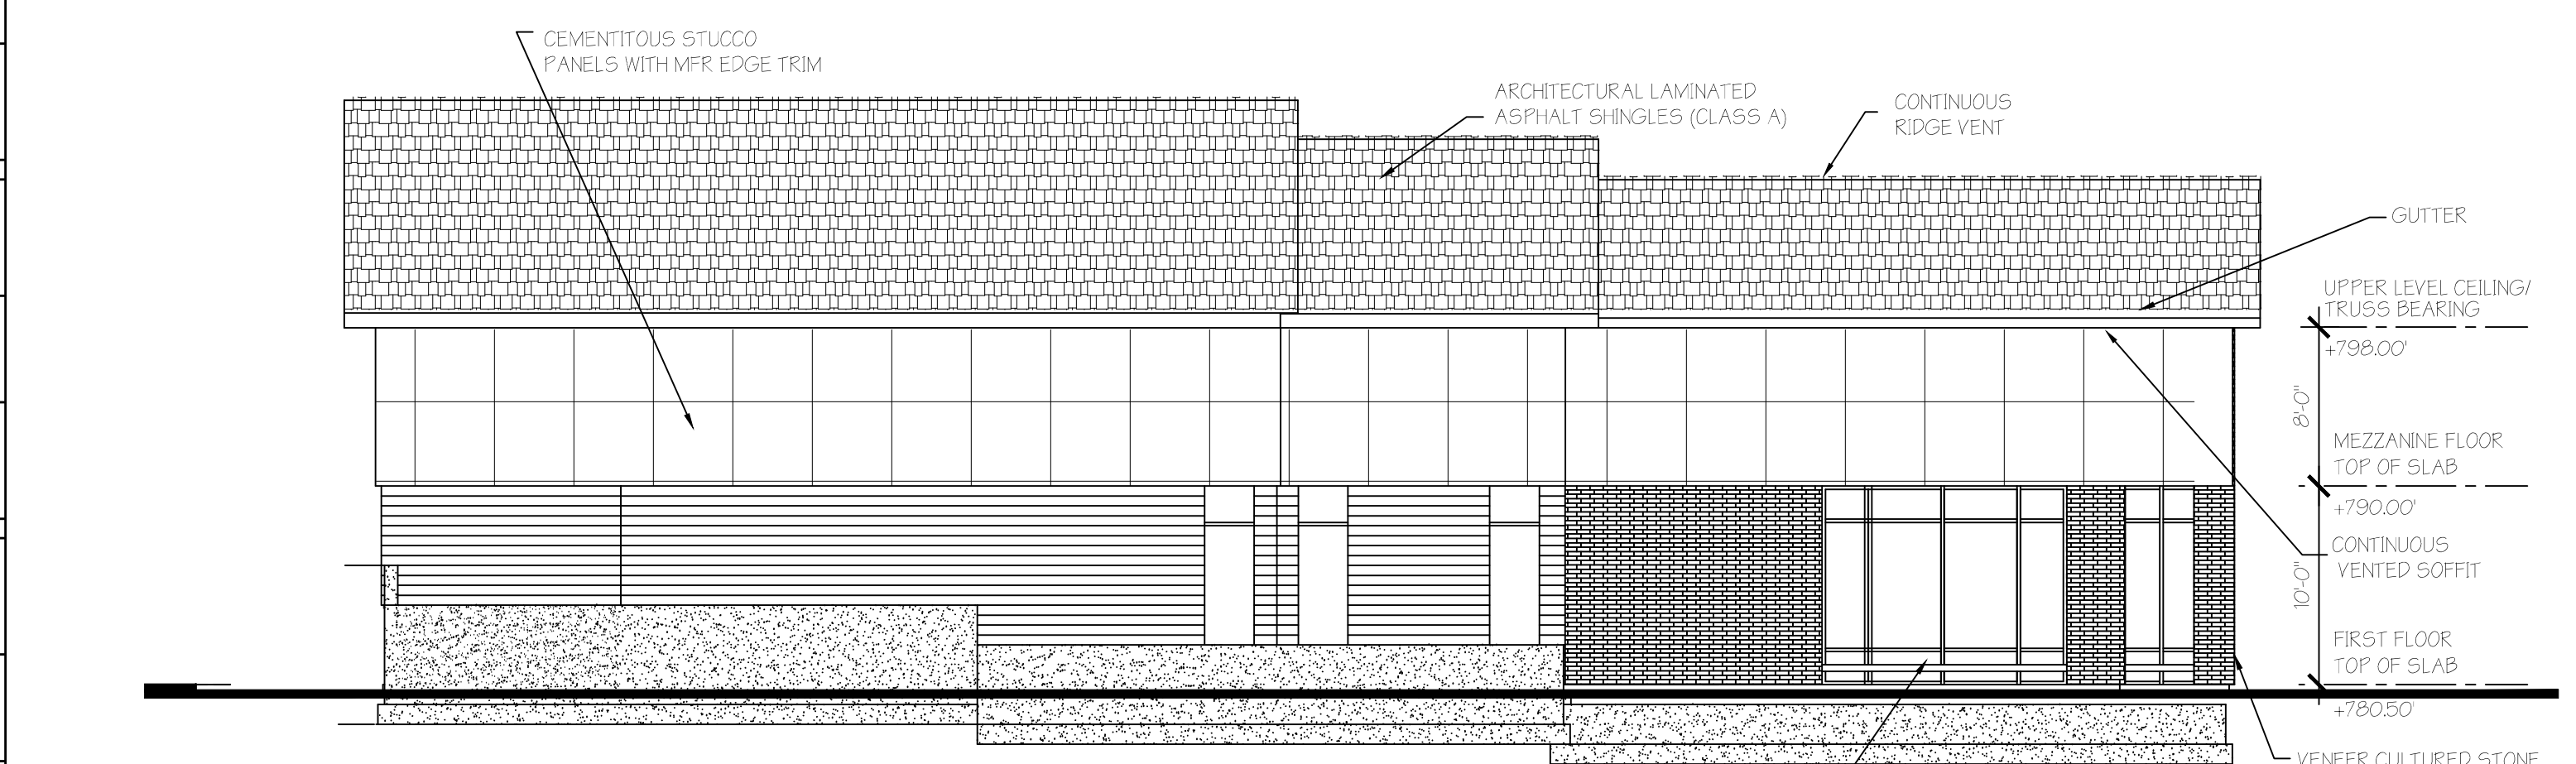 CEMENTITOUS STUCCO
PANELS WITH MFR EDGE TRIM
ARCHITECTURAL LAMINATED
ASPHALT SHINGLES (CLASS A)
CONTINUOUS
RIDGE VENT
GUTTER
UPPER LEVEL CEILING/
TRUSS BEARING
+798.00'
8'-0"
MEZZANINE FLOOR
TOP OF SLAB
+790.00'
CONTINUOUS
VENTED SOFFIT
10'-0"
FIRST FLOOR
TOP OF SLAB
+780.50'
VENEER CULTURED STONE